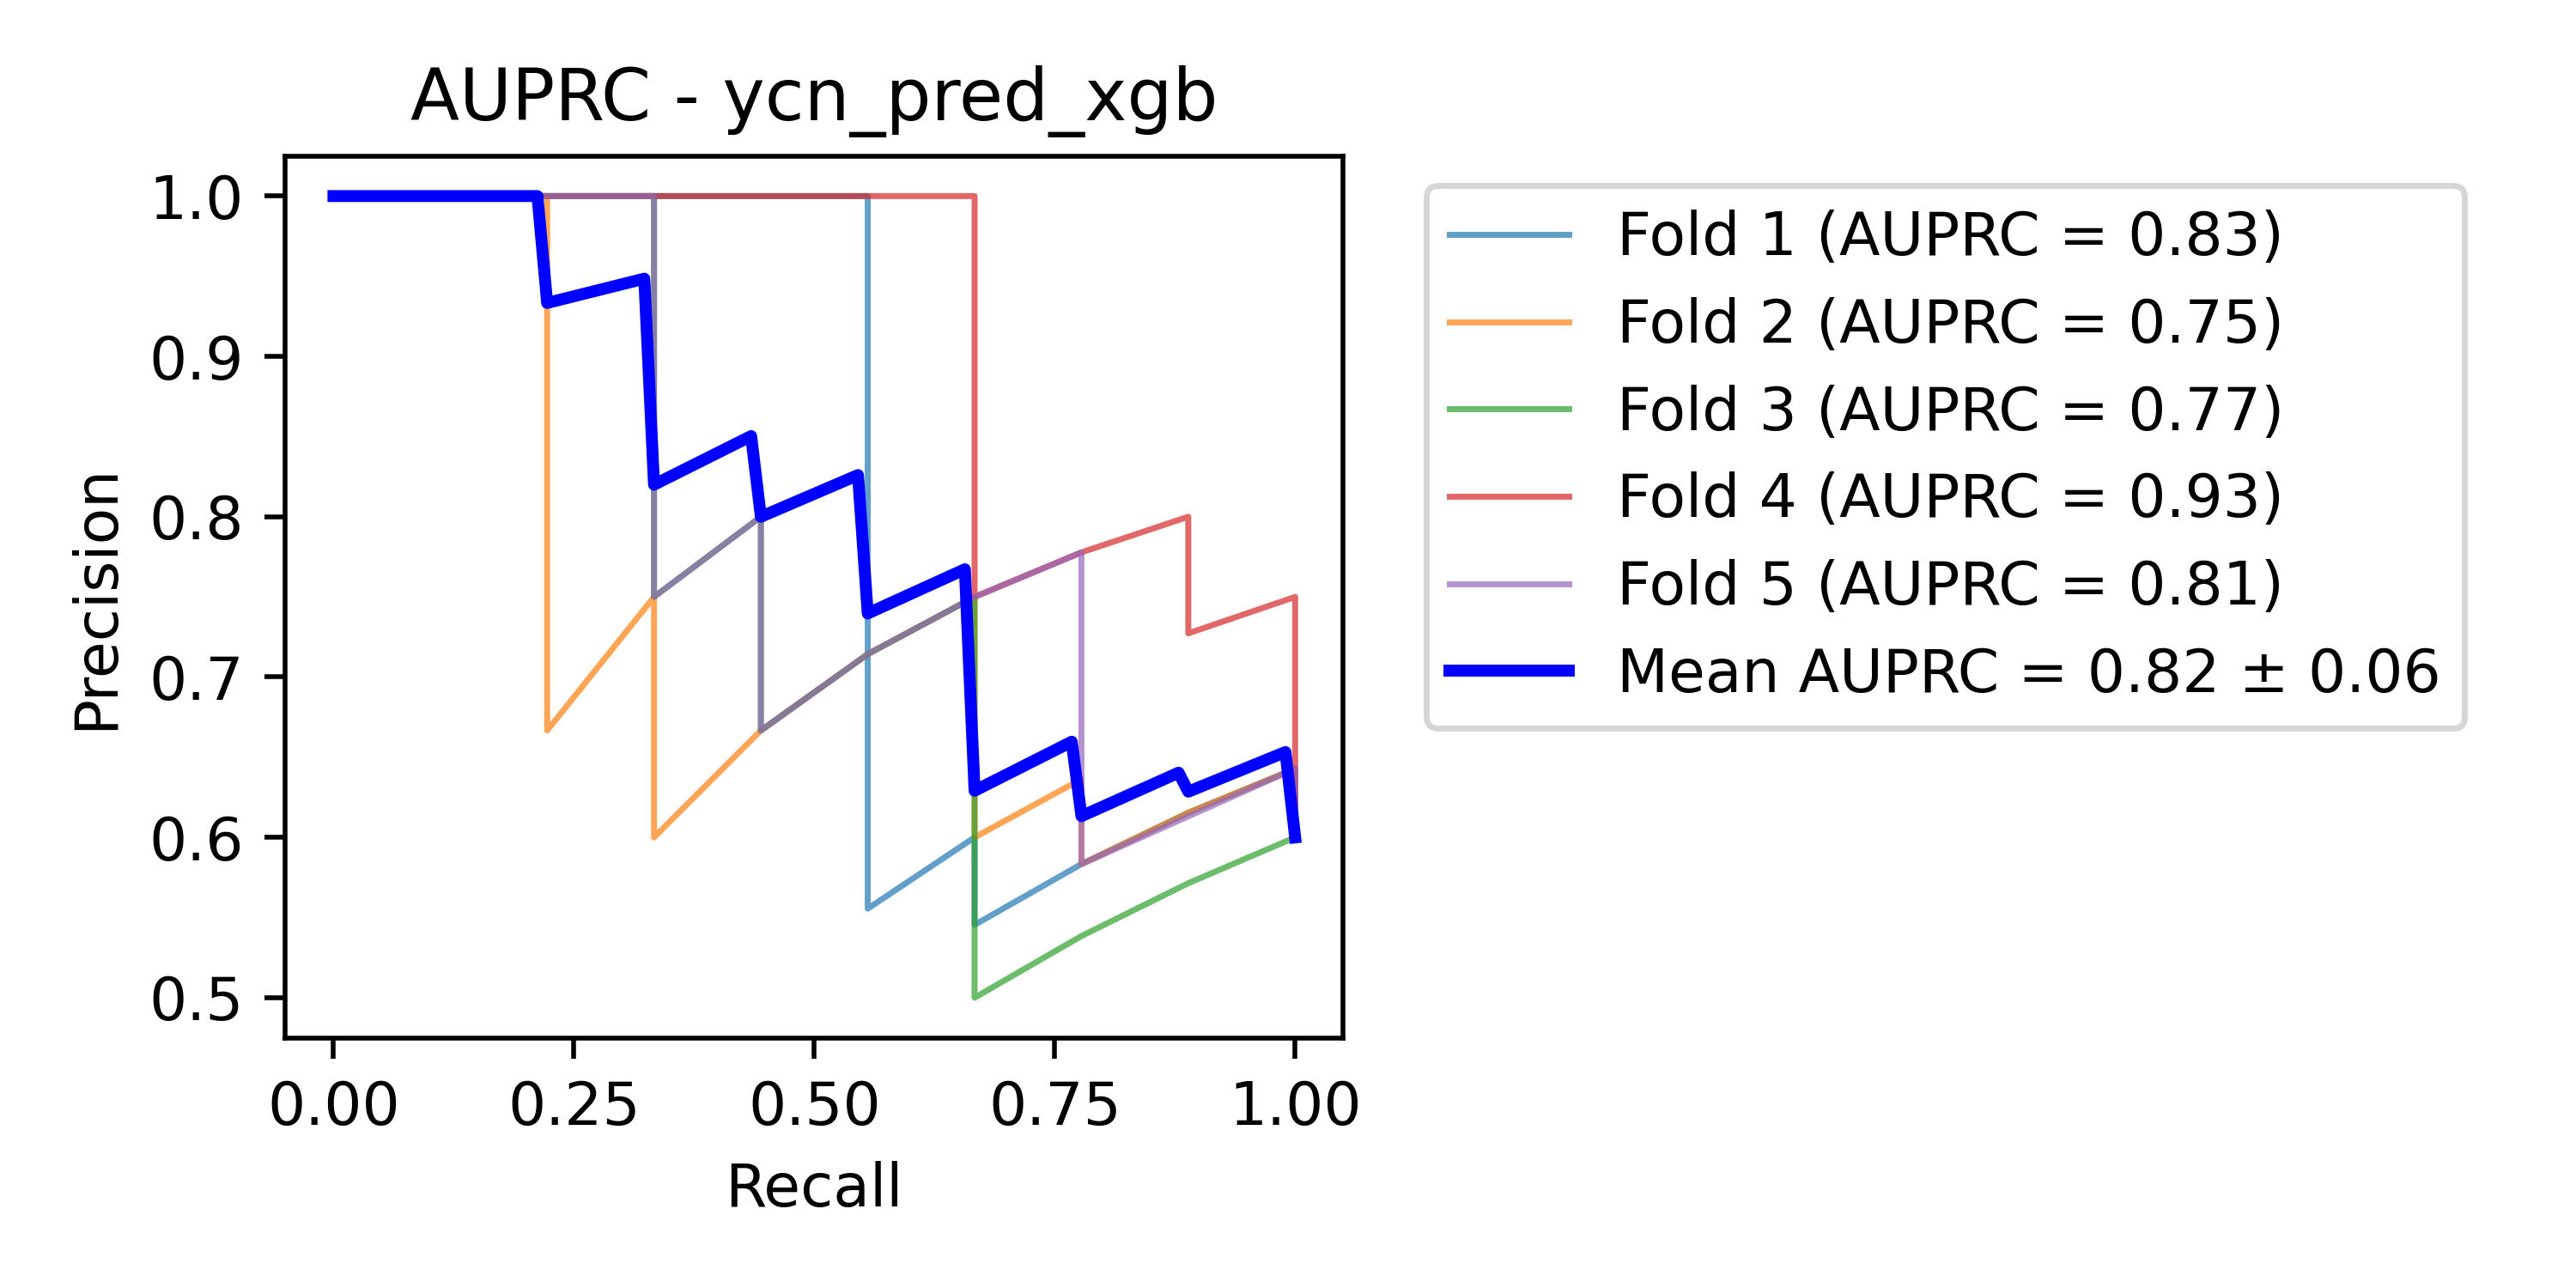 AUPRC - ycn_pred_xgb
1.0
0.9
0.8
0.7
0.6
0.5
Precision
0.00 0.25 0.50 0.75 1.00
Recall
Fold 1 (AUPRC = 0.83)
Fold 2 (AUPRC = 0.75)
Fold 3 (AUPRC = 0.77)
Fold 4 (AUPRC = 0.93)
Fold 5 (AUPRC = 0.81)
Mean AUPRC = 0.82 ± 0.06